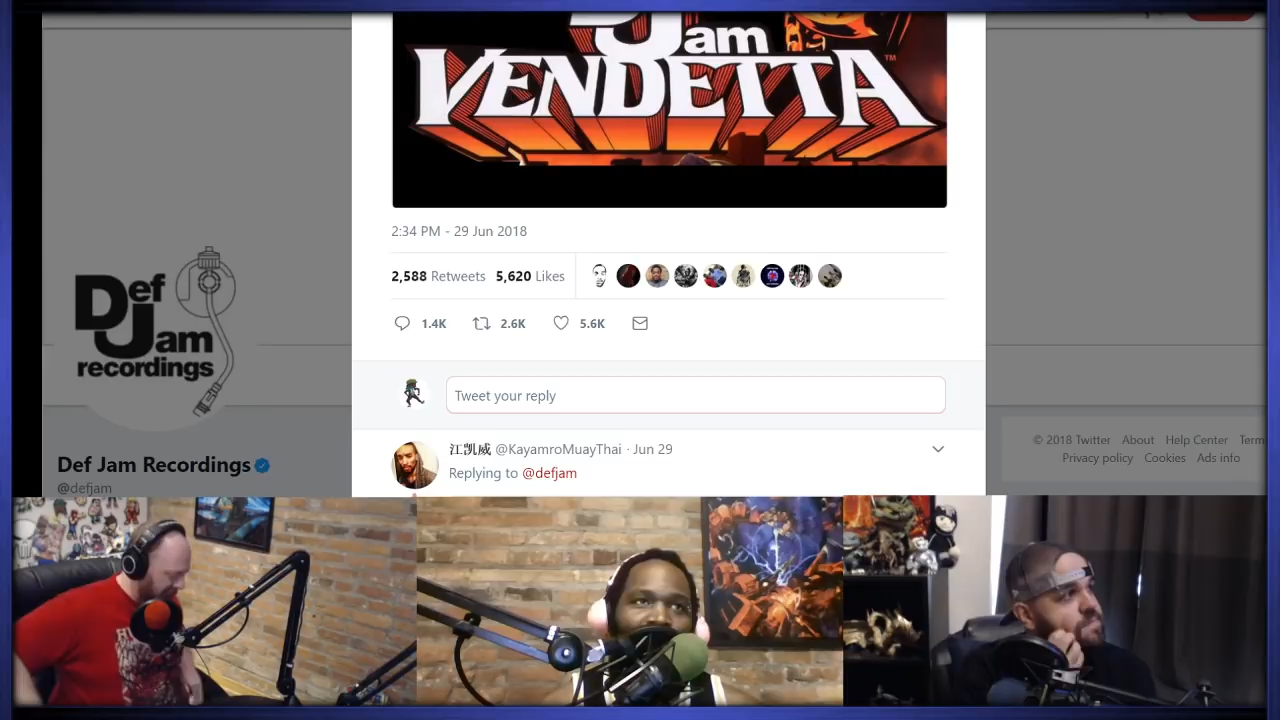 Jam
VENDETTA
TM
2:34 PM - 29 Jun 2018
2,588 Retweets 5,620 Likes
1.4K 2.6K 5.6K
Tweet your reply
江凯威 @KayamroMuayThai · Jun 29
Replying to @defjam
Def
Jam
recordings
Def Jam Recordings
@defjam
© 2018 Twitter About Help Center Term
Privacy policy Cookies Ads info